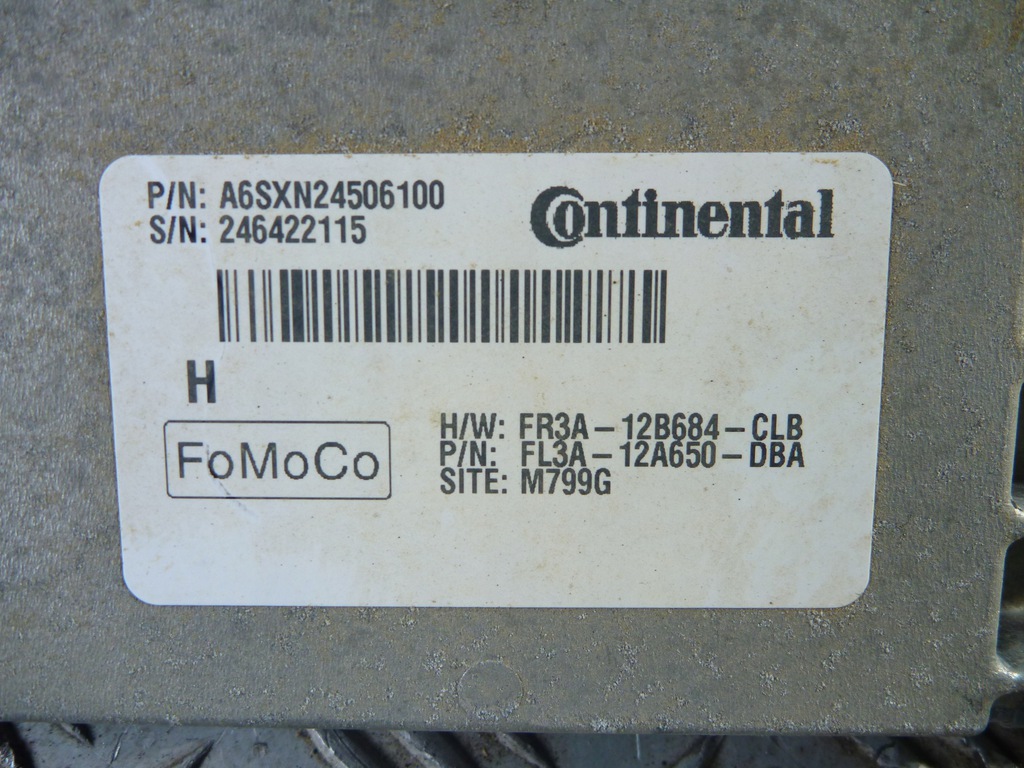 P/N: A6SXN24506100
S/N: 246422115
Continental
H
FoMoCo
H/W: FR3A-12B684-CLB
P/N: FL3A-12A650-DBA
SITE: M799G